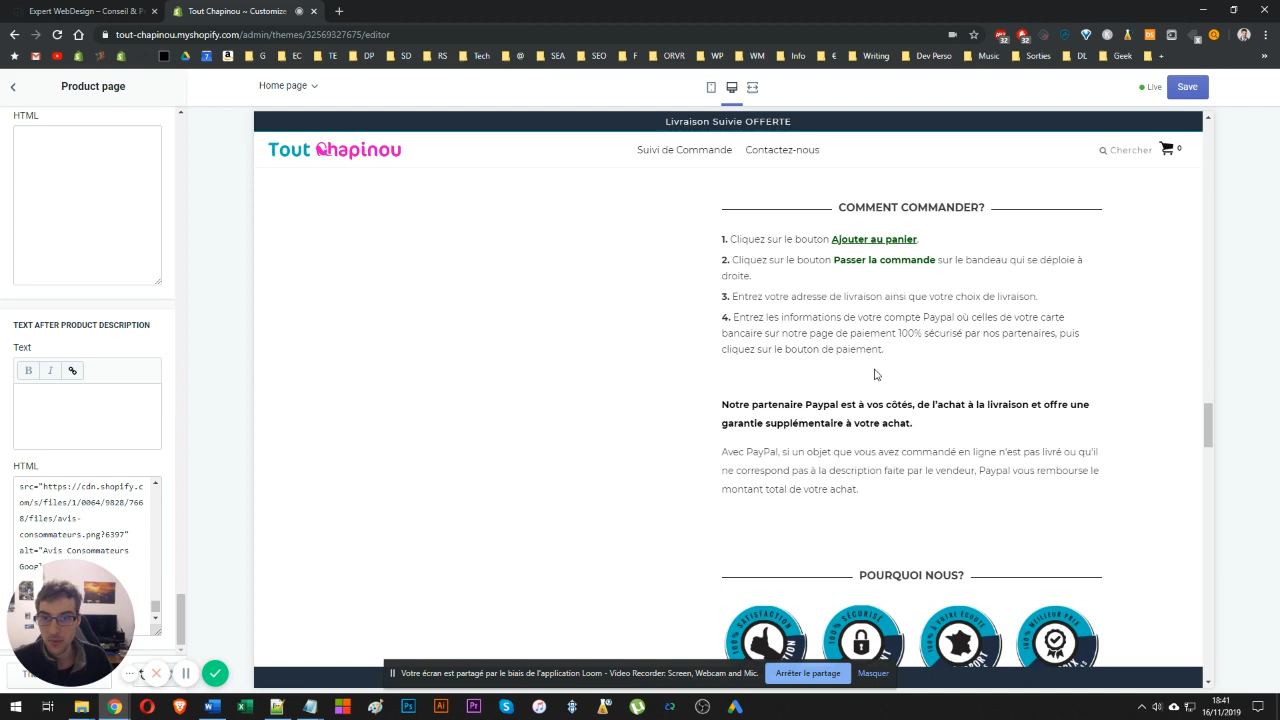 Expert WebDesign – Conseil & F
Tout Chapinou ~ Customize
tout-chapinou.myshopify.com/admin/themes/32569327675/editor
G
EC
TE
DP
SD
RS
Tech
@
SEA
SEO
F
ORVR
WP
WM
Info
€
Writing
Dev Perso
Music
Sorties
DL
Geek
+
Product page
Home page
Live
Save
HTML
Livraison Suivie OFFERTE
Tout Chapinou
Suivi de Commande
Contactez-nous
Chercher
0
COMMENT COMMANDER?
1. Cliquez sur le bouton Ajouter au panier.
2. Cliquez sur le bouton Passer la commande sur le bandeau qui se déploie à
droite.
3. Entrez votre adresse de livraison ainsi que votre choix de livraison.
4. Entrez les informations de votre compte Paypal où celles de votre carte
bancaire sur notre page de paiement 100% sécurisé par nos partenaires, puis
cliquez sur le bouton de paiement.
TEXT AFTER PRODUCT DESCRIPTION
Text
B I
Notre partenaire Paypal est à vos côtés, de l'achat à la livraison et offre une
garantie supplémentaire à votre achat.
Avec PayPal, si un objet que vous avez commandé en ligne n'est pas livré ou qu'il
ne correspond pas à la description faite par le vendeur, Paypal vous rembourse le
montant total de votre achat.
HTML
src="https://cdn.shopify.co
m/s/files/1/0064/9828/766
8/files/avis-
consommateurs.png?6397"
alt="Avis Consommateurs
POURQUOI NOUS?
100% SATISFACTION
100% SÉCURISÉ
100% À VOTRE ÉCOUTE
100% MEILLEUR PRIX
Votre écran est partagé par le biais de l'application Loom - Video Recorder: Screen, Webcam and Mic.
Arrêter le partage
Masquer
18:41
16/11/2019